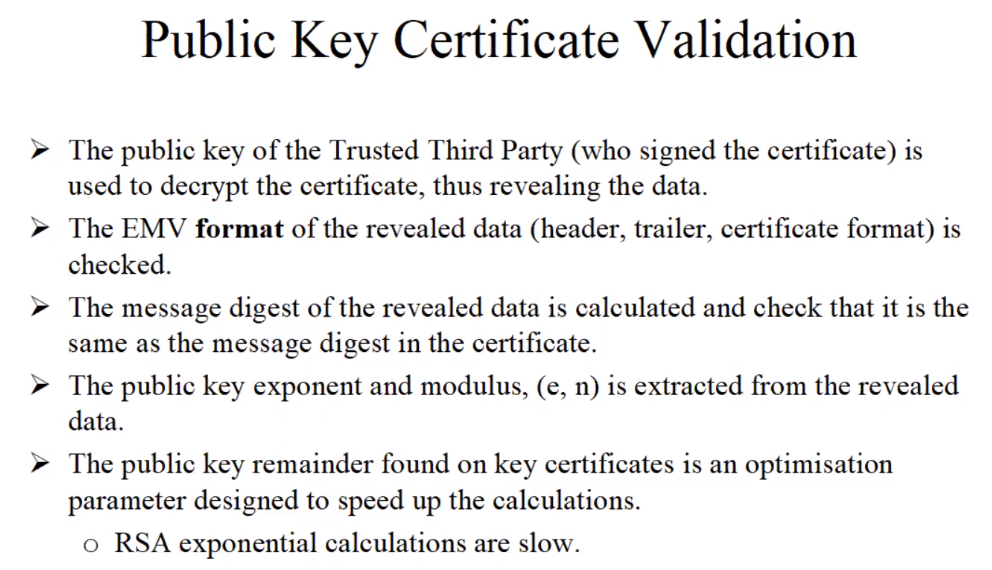 Public Key Certificate Validation
➤ The public key of the Trusted Third Party (who signed the certificate) is
used to decrypt the certificate, thus revealing the data.
➤ The EMV format of the revealed data (header, trailer, certificate format) is
checked.
➤ The message digest of the revealed data is calculated and check that it is the
same as the message digest in the certificate.
➤ The public key exponent and modulus, (e, n) is extracted from the revealed
data.
➤ The public key remainder found on key certificates is an optimisation
parameter designed to speed up the calculations.
o RSA exponential calculations are slow.